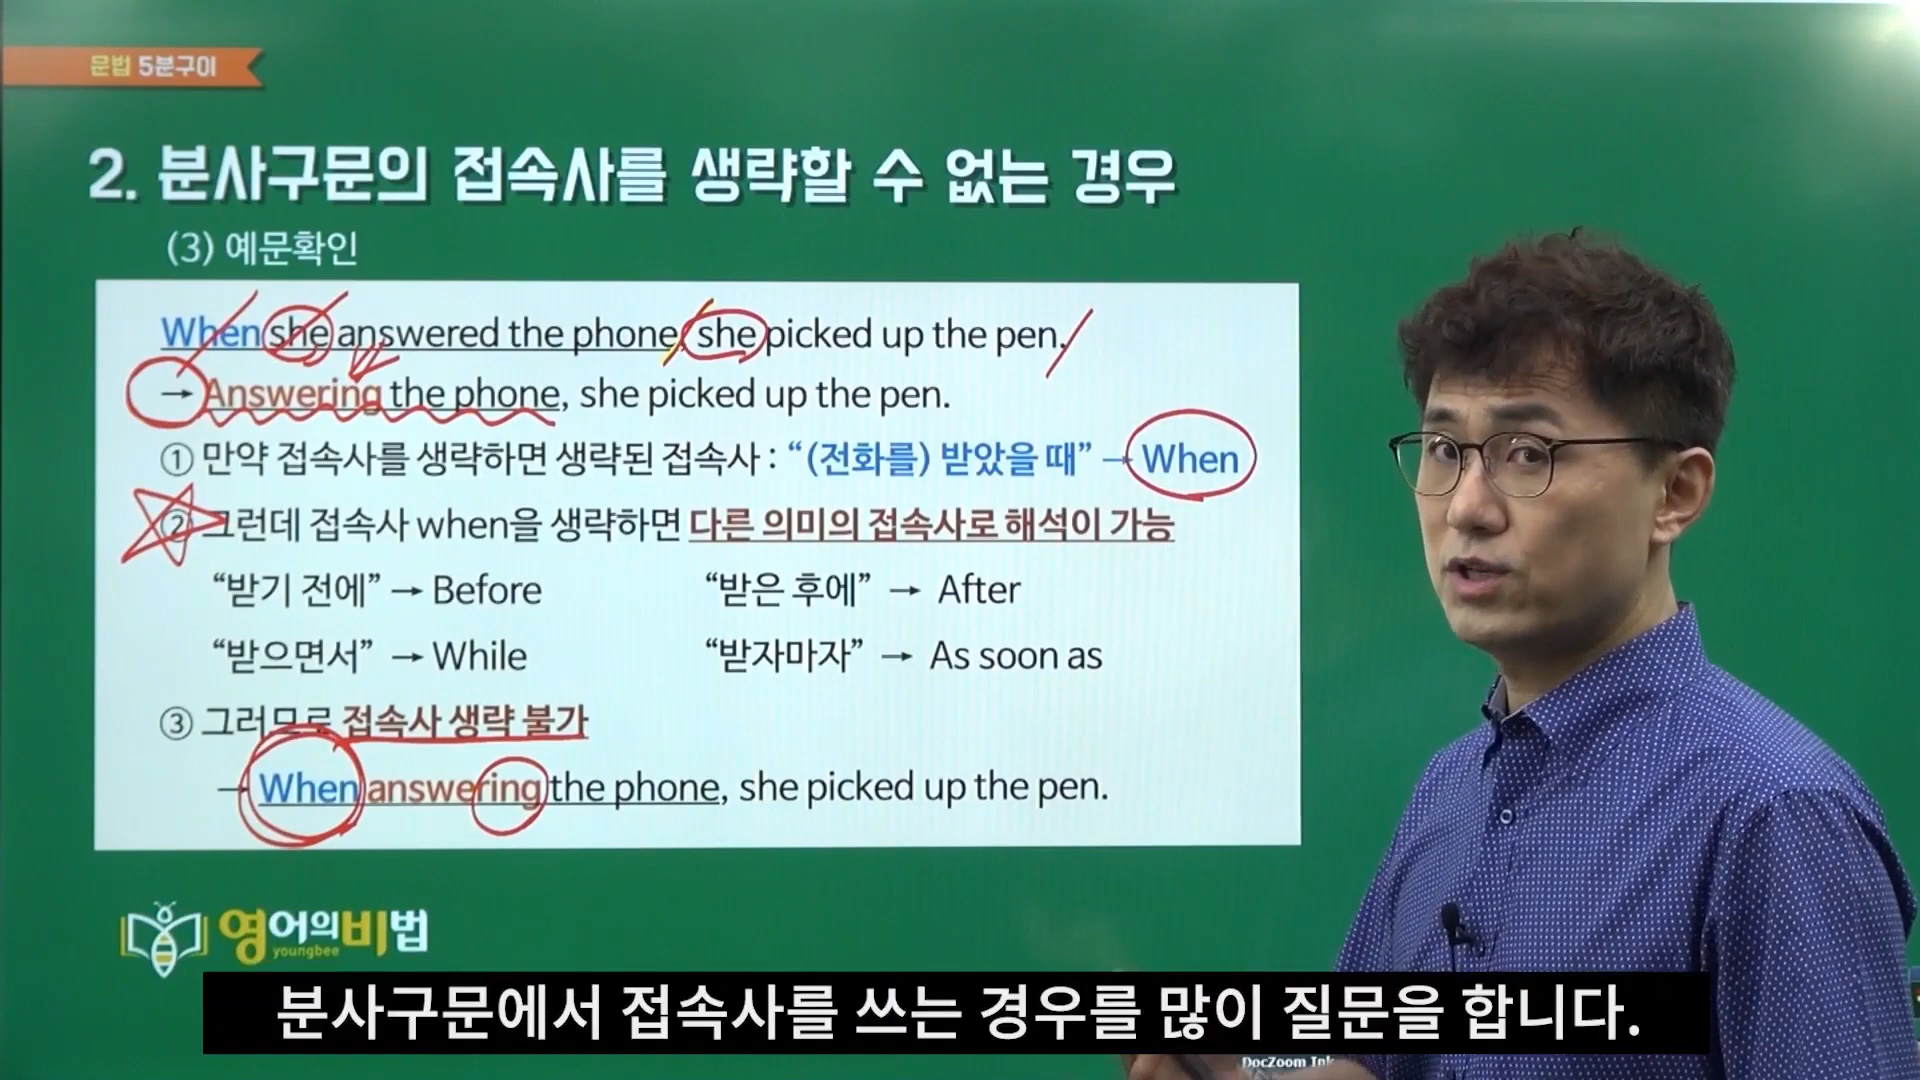 문법 5분구이
2. 분사구문의 접속사를 생략할 수 없는 경우
(3) 예문확인
When she answered the phone, she picked up the pen.
→ Answering the phone, she picked up the pen.
① 만약 접속사를 생략하면 생략된 접속사 : “(전화를) 받았을 때” → When
② 그런데 접속사 when을 생략하면 다른 의미의 접속사로 해석이 가능
“받기 전에” → Before “받은 후에” → After
“받으면서” → While “받자마자” → As soon as
③ 그러므로 접속사 생략 불가
→ When answering the phone, she picked up the pen.
영어의비법
youngbee
분사구문에서 접속사를 쓰는 경우를 많이 질문을 합니다.
DocZoom Ink